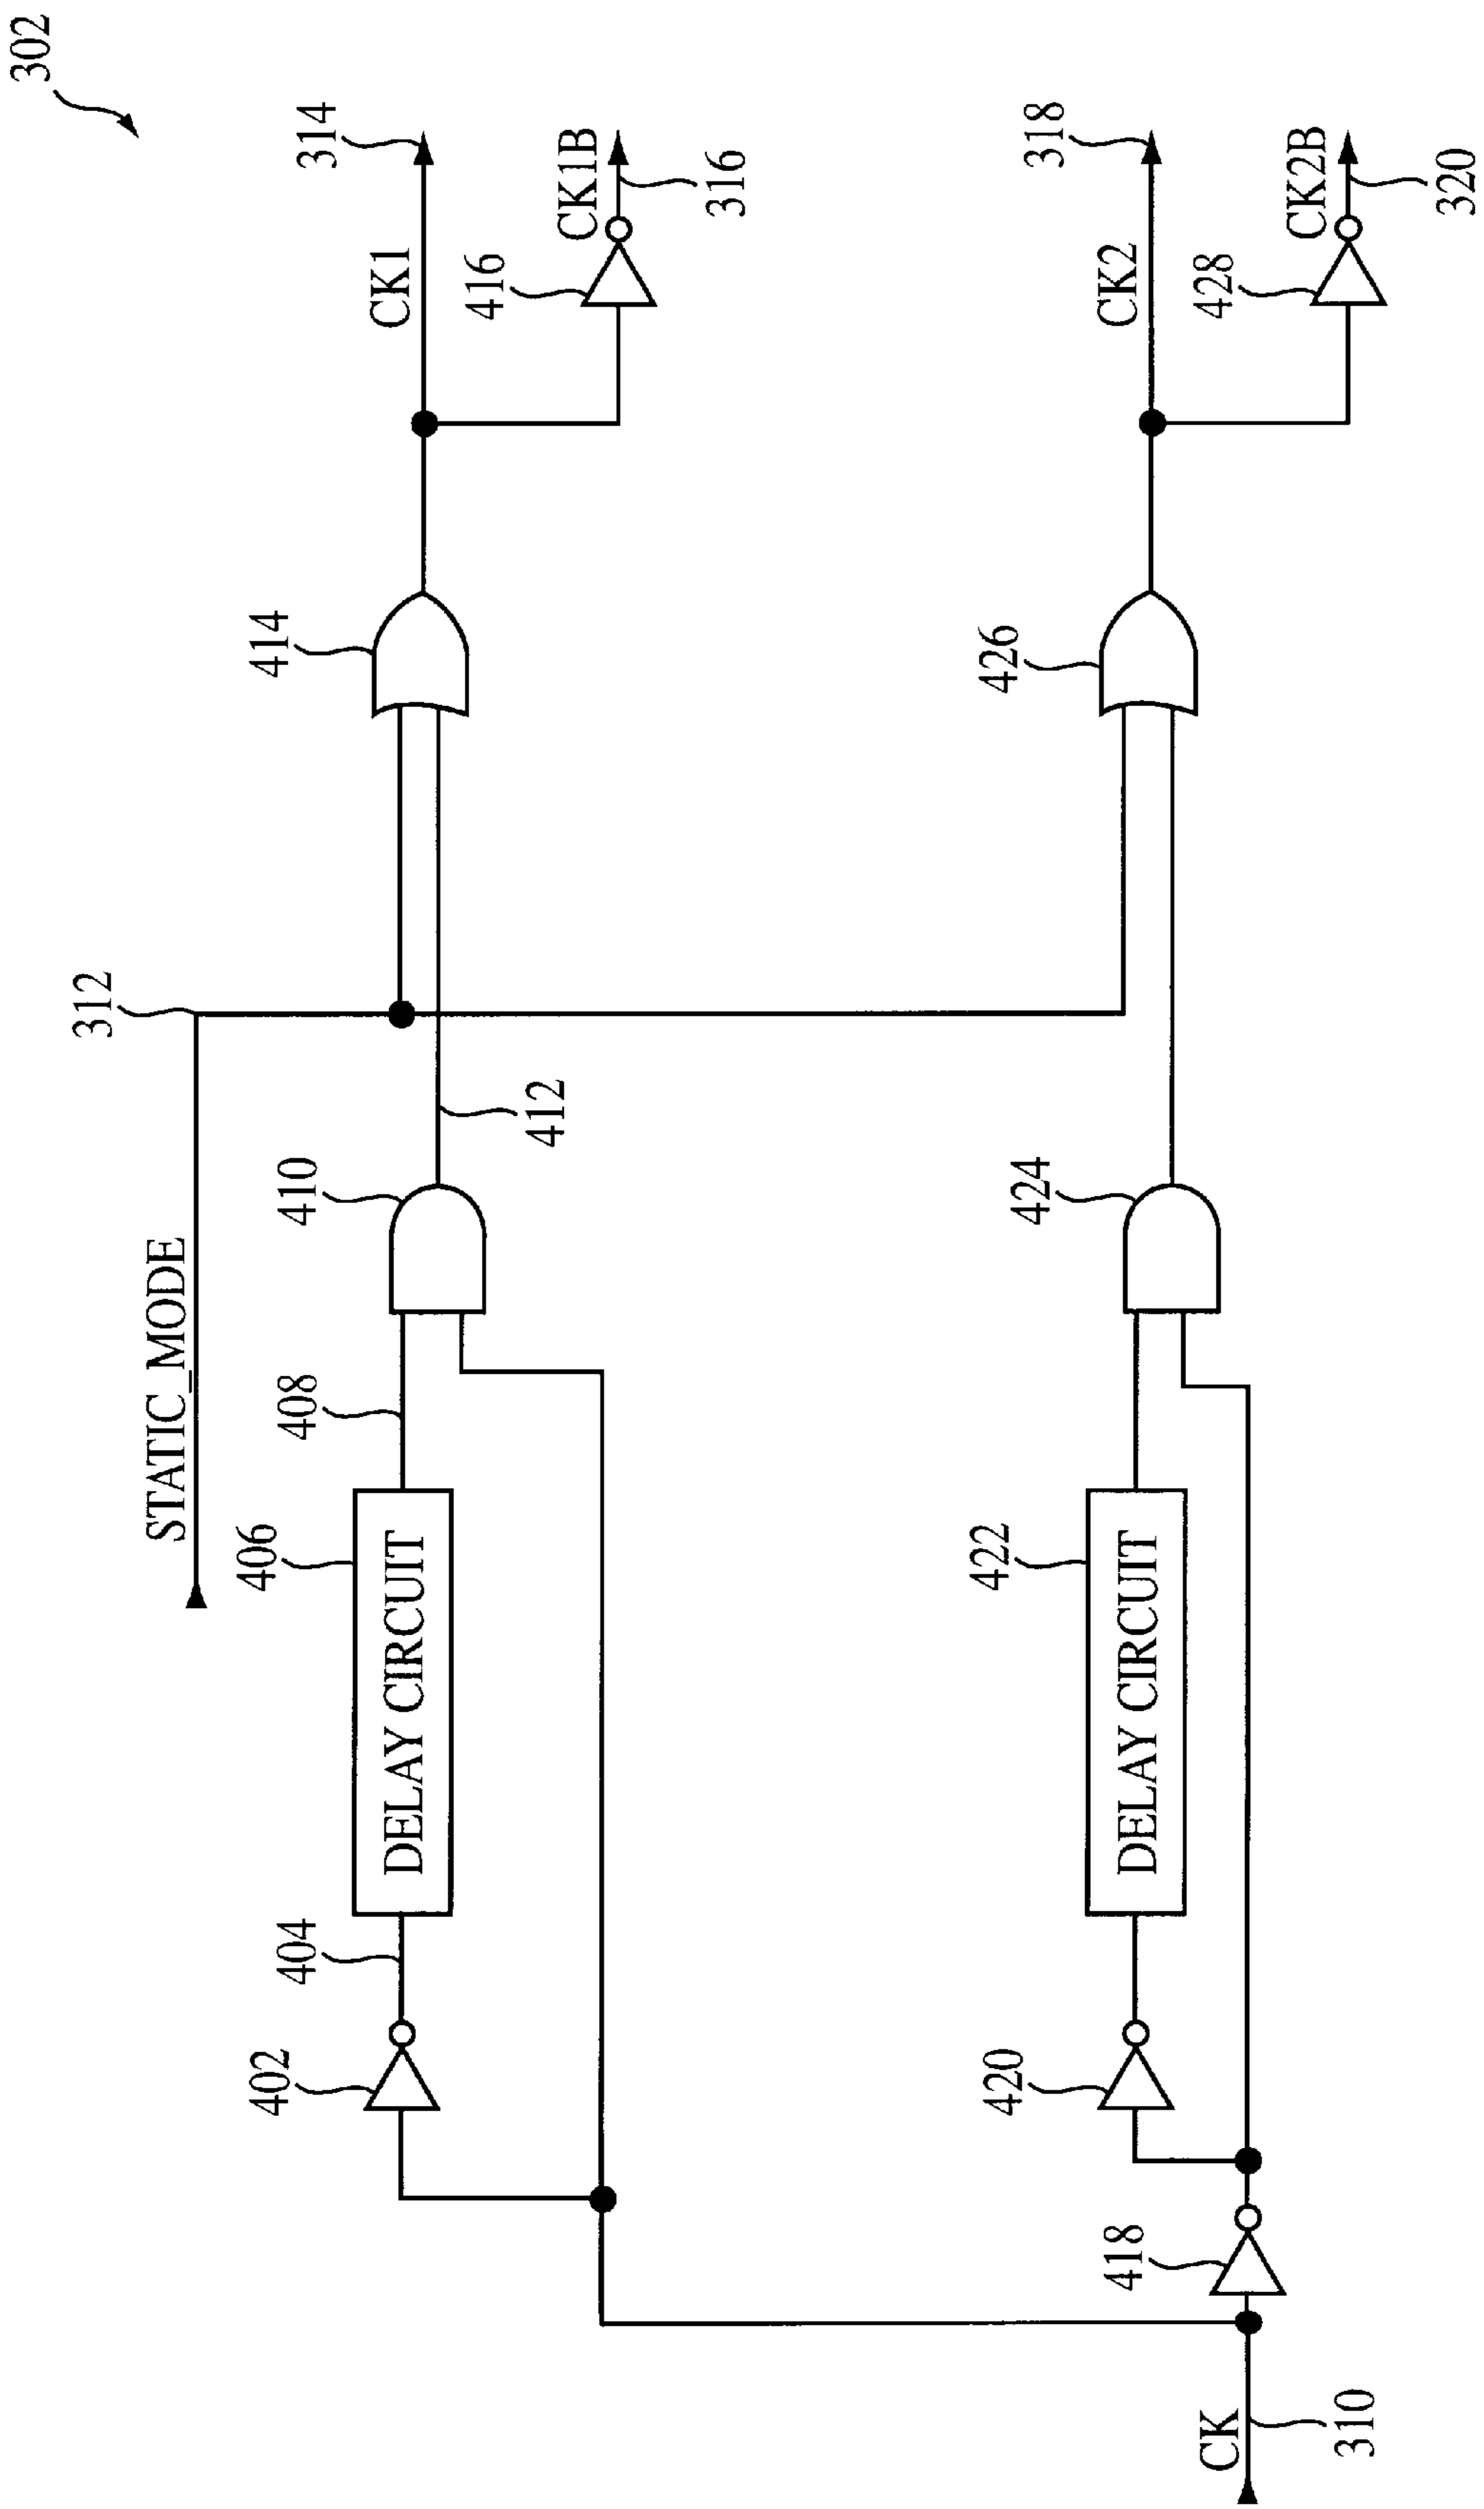 302
314
CK1
CK1B
416
316
414
312
STATIC_MODE
410
412
408
406
DELAY CIRCUIT
404
402
318
CK2
CK2B
428
320
426
424
422
DELAY CIRCUIT
420
418
CK
310